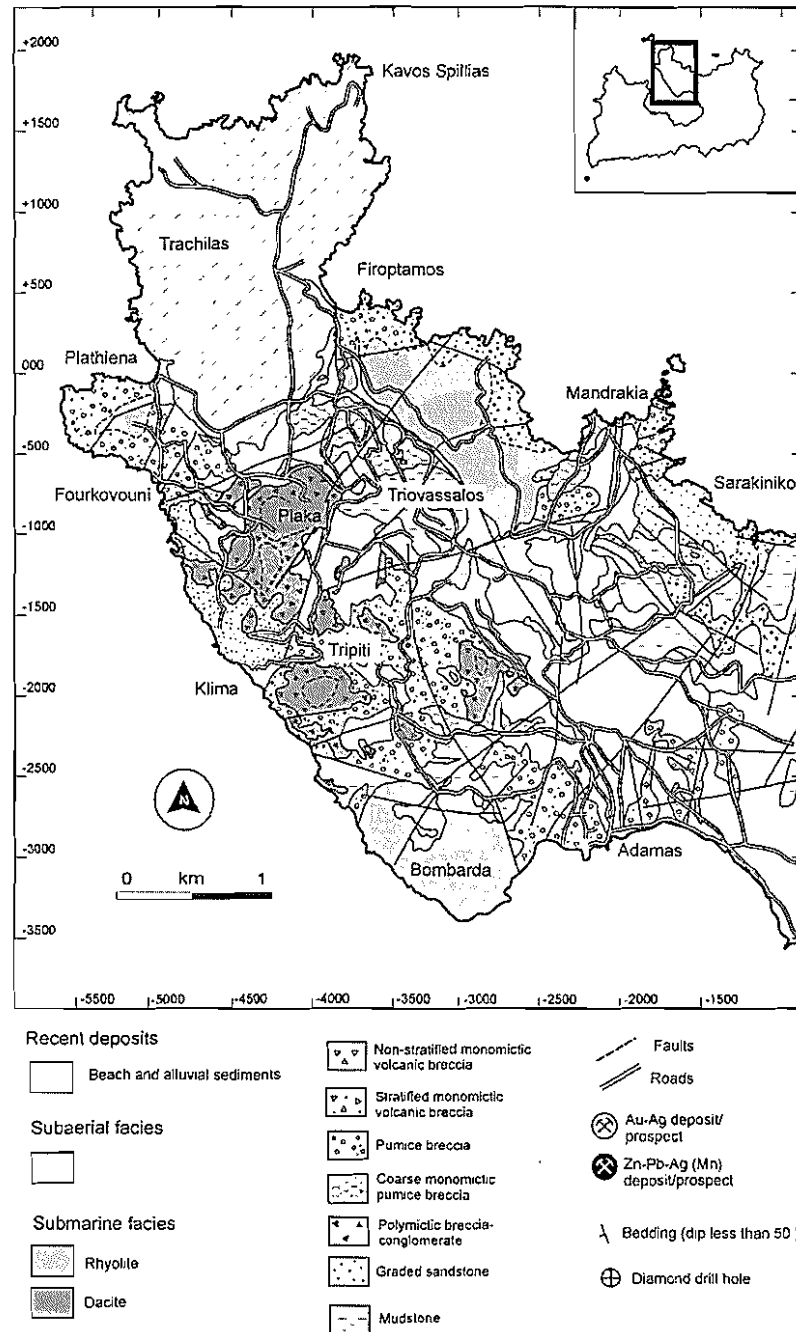 +2000
+1500
+1000
+500
000
-500
-1000
-1500
-2000
-2500
-3000
-3500
Kavos Spillias
Trachilas
Firoptamos
Plathiena
Mandrakia
Sarakiniko
Fourkovouni
Plaka
Triovassalos
Tripiti
Klima
N
0 km 1
Bombarda
Adamas
-5500 -5000 -4500 -4000 -3500 -3000 -2500 -2000 -1500
Recent deposits
Beach and alluvial sediments
Subaerial facies
Submarine facies
Rhyolite
Dacite
Non-stratified monomictic
volcanic breccia
Stratified monomictic
volcanic breccia
Pumice breccia
Coarse monomictic
pumice breccia
Polymictic breccia-
conglomerate
Graded sandstone
Mudstone
Faults
Roads
Au-Ag deposit/
prospect
Zn-Pb-Ag (Mn)
deposit/prospect
Bedding (dip less than 50 )
Diamond drill hole